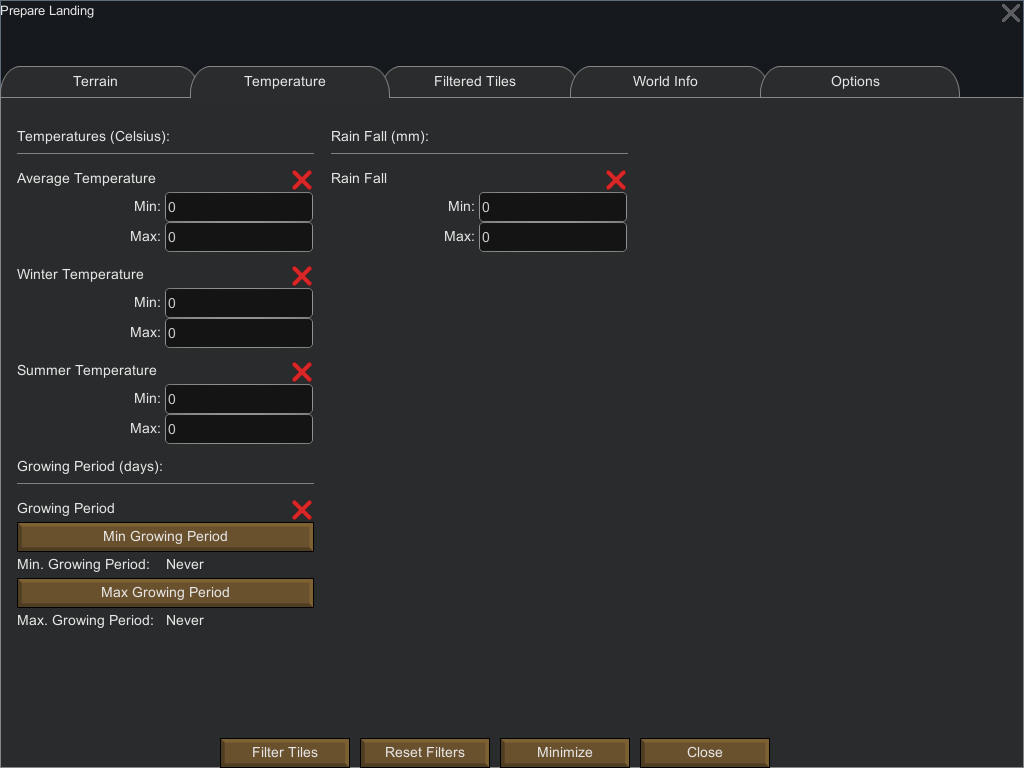 Prepare Landing
Terrain
Temperature
Filtered Tiles
World Info
Options
Temperatures (Celsius):
Average Temperature
Min: 0
Max: 0
Winter Temperature
Min: 0
Max: 0
Summer Temperature
Min: 0
Max: 0
Growing Period (days):
Growing Period
Min Growing Period
Min. Growing Period: Never
Max Growing Period
Max. Growing Period: Never
Rain Fall (mm):
Rain Fall
Min: 0
Max: 0
Filter Tiles
Reset Filters
Minimize
Close